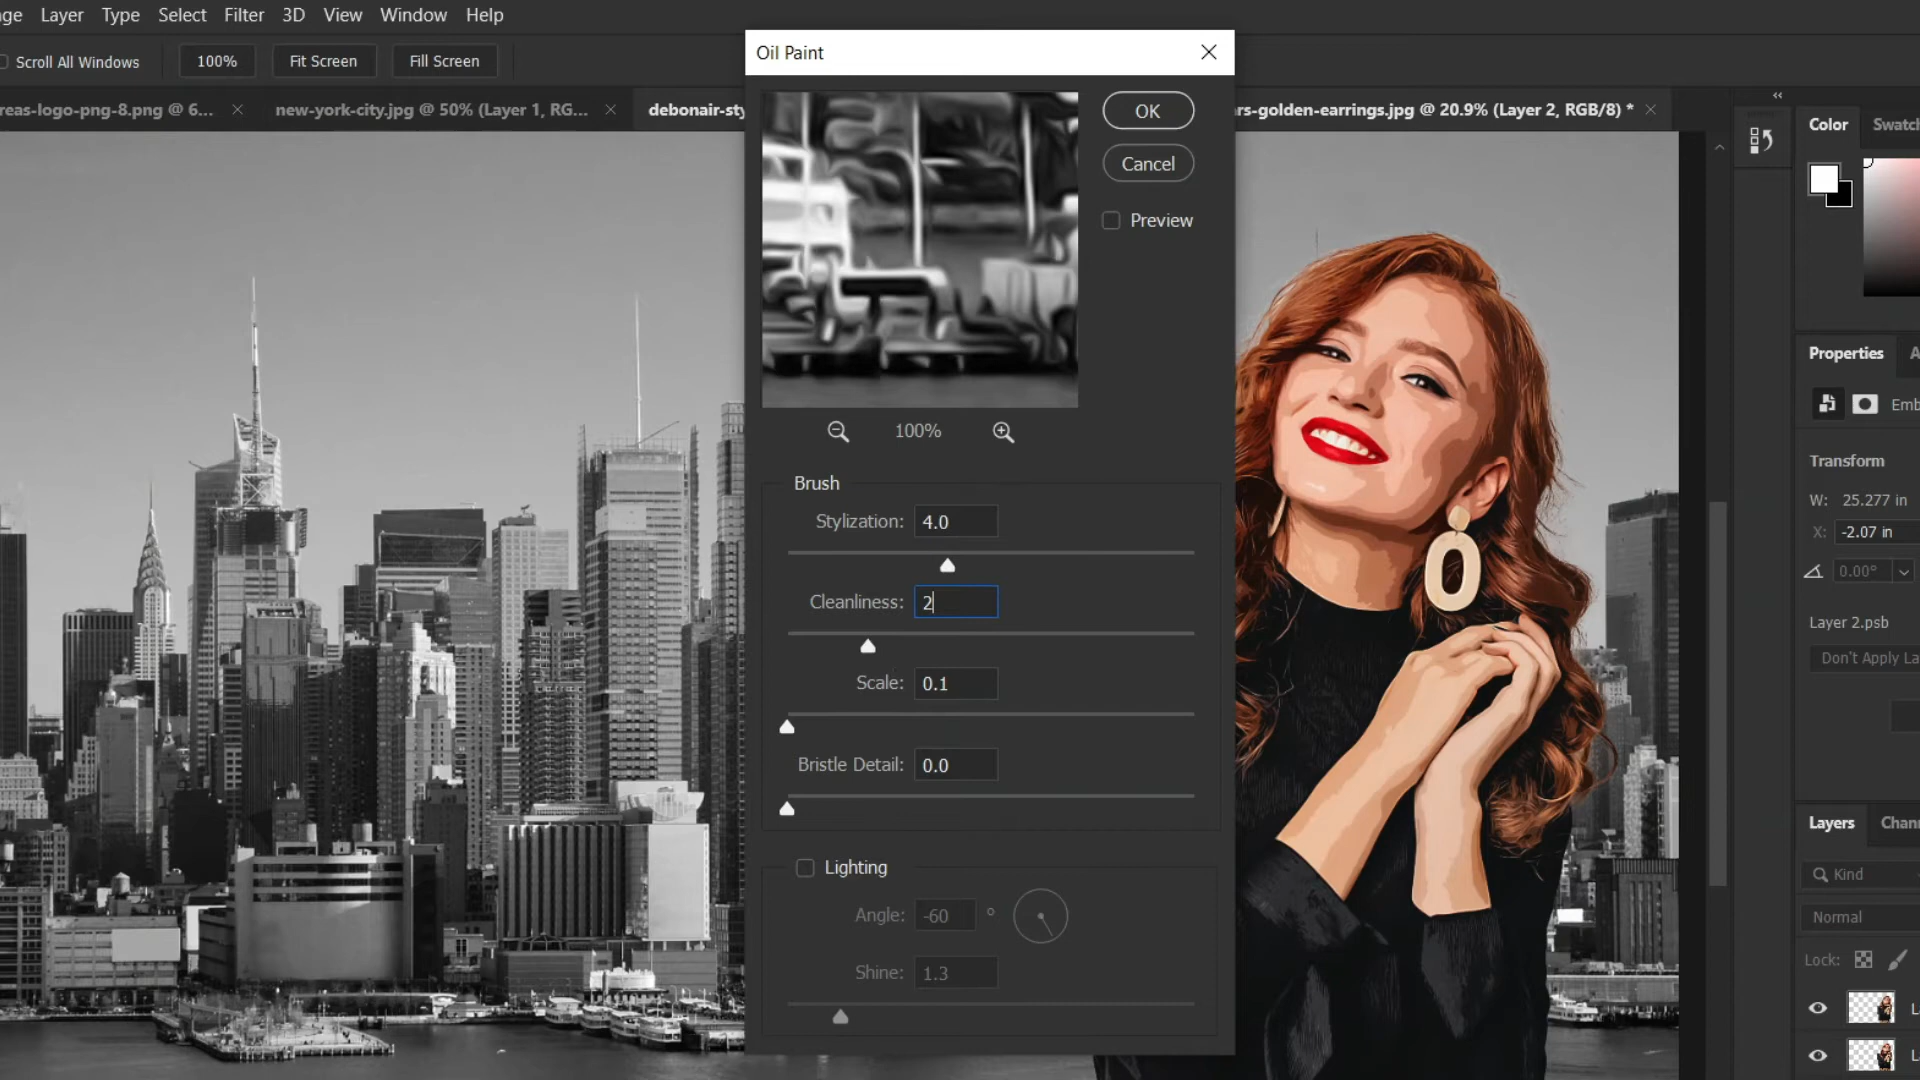 ge Layer Type Select Filter 3D View Window Help
Scroll All Windows 100% Fit Screen Fill Screen
reas-logo-png-8.png @ 6... new-york-city.jpg @ 50% (Layer 1, RG... debonair-sty rs-golden-earrings.jpg @ 20.9% (Layer 2, RGB/8) *
Oil Paint
OK
Cancel
Preview
100%
Brush
Stylization: 4.0
Cleanliness: 2
Scale: 0.1
Bristle Detail: 0.0
Lighting
Angle: -60 °
Shine: 1.3
Color Swatch
Properties A
Emb
Transform
W: 25.277 in
X: -2.07 in
0.00°
Layer 2.psb
Don't Apply La
Layers Chann
Kind
Normal
Lock:
L
L